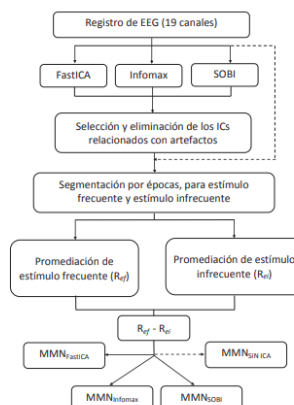 Registro de EEG (19 canales)
FastICA
Infomax
SOBI
Selección y eliminación de los ICs
relacionados con artefactos
Segmentación por épocas, para estímulo
frecuente y estímulo infrecuente
Promediación de
estímulo frecuente (Ref)
Promediación de estímulo
infrecuente (Rei)
Ref - Rei
MMNFastICA
MMNSIN ICA
MMNInfomax
MMNSOBI